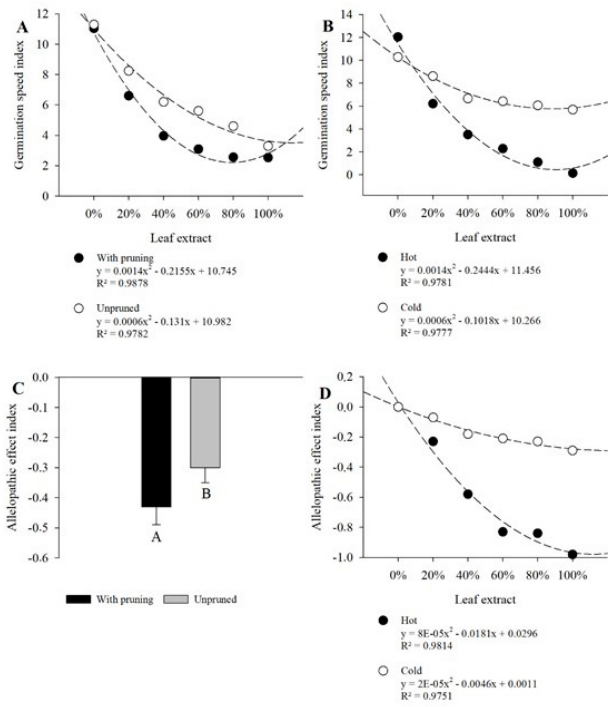 A
12
10
8
6
4
2
0
Germination speed index
0% 20% 40% 60% 80% 100%
Leaf extract
With pruning
y = 0.0014x² - 0.2155x + 10.745
R² = 0.9878
Unpruned
y = 0.0006x² - 0.131x + 10.982
R² = 0.9782
B
14
12
10
8
6
4
2
0
Germination speed index
0% 20% 40% 60% 80% 100%
Leaf extract
Hot
y = 0.0014x² - 0.2444x + 11.456
R² = 0.9781
Cold
y = 0.0006x² - 0.1018x + 10.266
R² = 0.9777
C
0.0
-0.1
-0.2
-0.3
-0.4
-0.5
-0.6
Allelopathic effect index
A
B
With pruning Unpruned
D
0,2
0,0
-0,2
-0,4
-0,6
-0,8
-1,0
Allelopathic effect index
0% 20% 40% 60% 80% 100%
Leaf extract
Hot
y = 8E-05x² - 0.0181x + 0.0296
R² = 0.9814
Cold
y = 2E-05x² - 0.0046x + 0.0011
R² = 0.9751